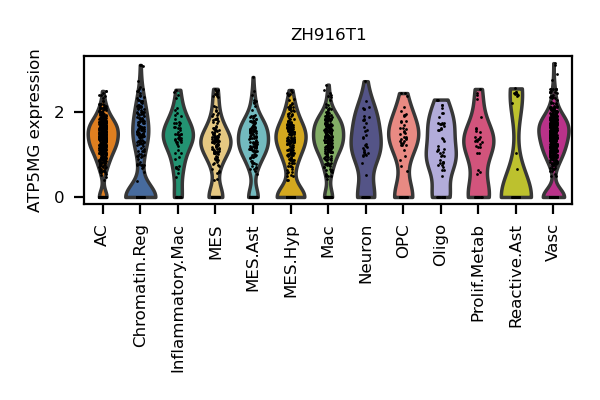 ZH916T1
ATP5MG expression
2
0
AC
Chromatin.Reg
Inflammatory.Mac
MES
MES.Ast
MES.Hyp
Mac
Neuron
OPC
Oligo
Prolif.Metab
Reactive.Ast
Vasc